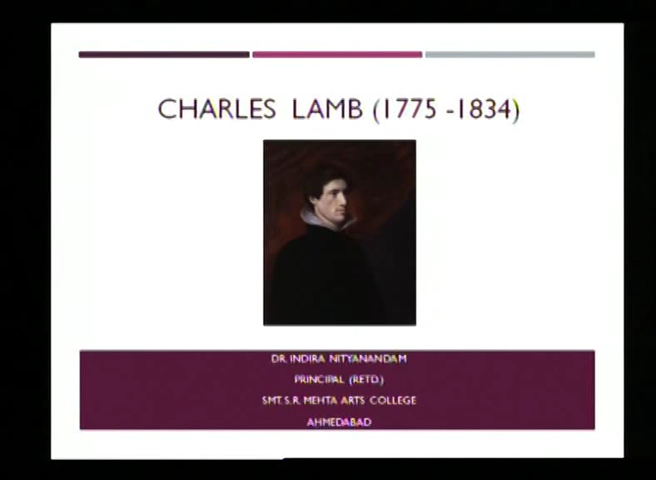 CHARLES LAMB (1775 -1834)
DR. INDIRA NITYANANDAM
PRINCIPAL (RETD.)
SMT. S.R. MEHTA ARTS COLLEGE
AHMEDABAD